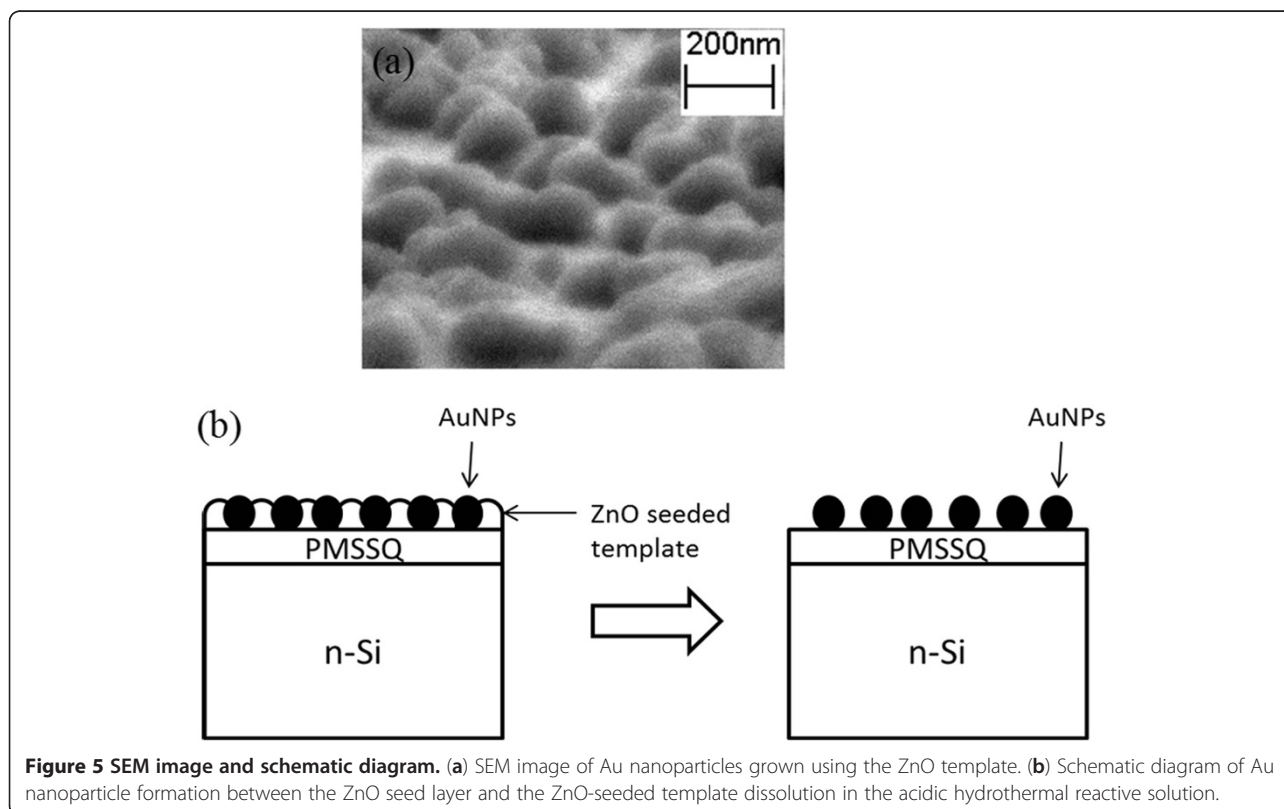 (a)
200nm
(b)
AuNPs
AuNPs
ZnO seeded
template
PMSSQ
PMSSQ
n-Si
n-Si
Figure 5 SEM image and schematic diagram. (a) SEM image of Au nanoparticles grown using the ZnO template. (b) Schematic diagram of Au
nanoparticle formation between the ZnO seed layer and the ZnO-seeded template dissolution in the acidic hydrothermal reactive solution.